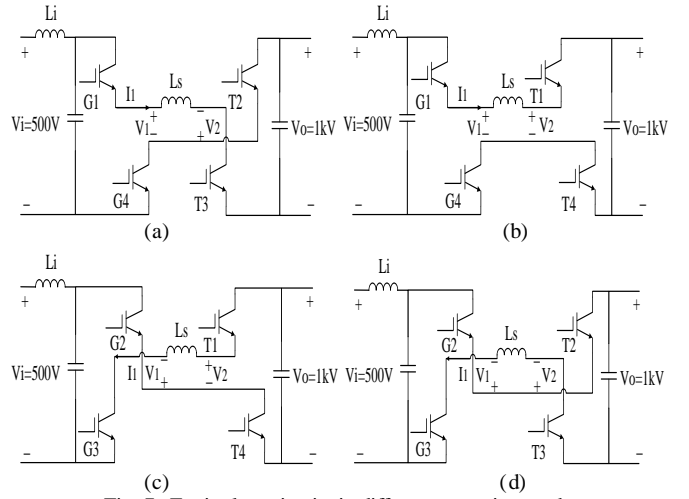 Li
+ +
G1 I1 Ls T2
Vi=500V V1 V2 Vo=1kV
+ − − +
G4 T3
− −
(a)
Li
+ +
G1 I1 Ls T1
Vi=500V V1 V2 Vo=1kV
+ − + −
G4 T4
− −
(b)
Li
+ +
G2 Ls T1
Vi=500V I1 V1 V2 Vo=1kV
− + + −
G3 T4
− −
(c)
Li
+ +
G2 Ls T2
Vi=500V I1 V1 V2 Vo=1kV
− + − +
G3 T3
− −
(d)